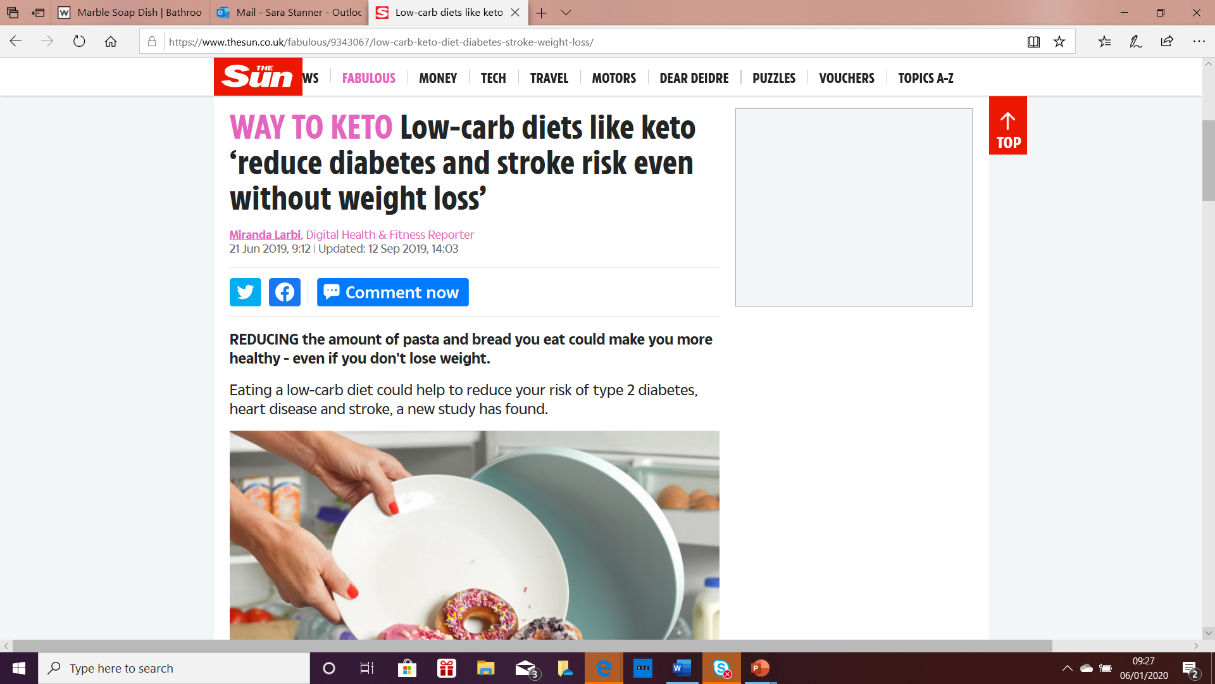 Marble Soap Dish | Bathroo
Mail - Sara Stanner - Outloc
Low-carb diets like keto
https://www.thesun.co.uk/fabulous/9343067/low-carb-keto-diet-diabetes-stroke-weight-loss/
THE
Sun
WS
FABULOUS
MONEY
TECH
TRAVEL
MOTORS
DEAR DEIDRE
PUZZLES
VOUCHERS
TOPICS A-Z
WAY TO KETO Low-carb diets like keto
‘reduce diabetes and stroke risk even
without weight loss’
TOP
Miranda Larbi, Digital Health & Fitness Reporter
21 Jun 2019, 9:12 | Updated: 12 Sep 2019, 14:03
Comment now
REDUCING the amount of pasta and bread you eat could make you more
healthy - even if you don't lose weight.
Eating a low-carb diet could help to reduce your risk of type 2 diabetes,
heart disease and stroke, a new study has found.
Type here to search
3
09:27
06/01/2020
2